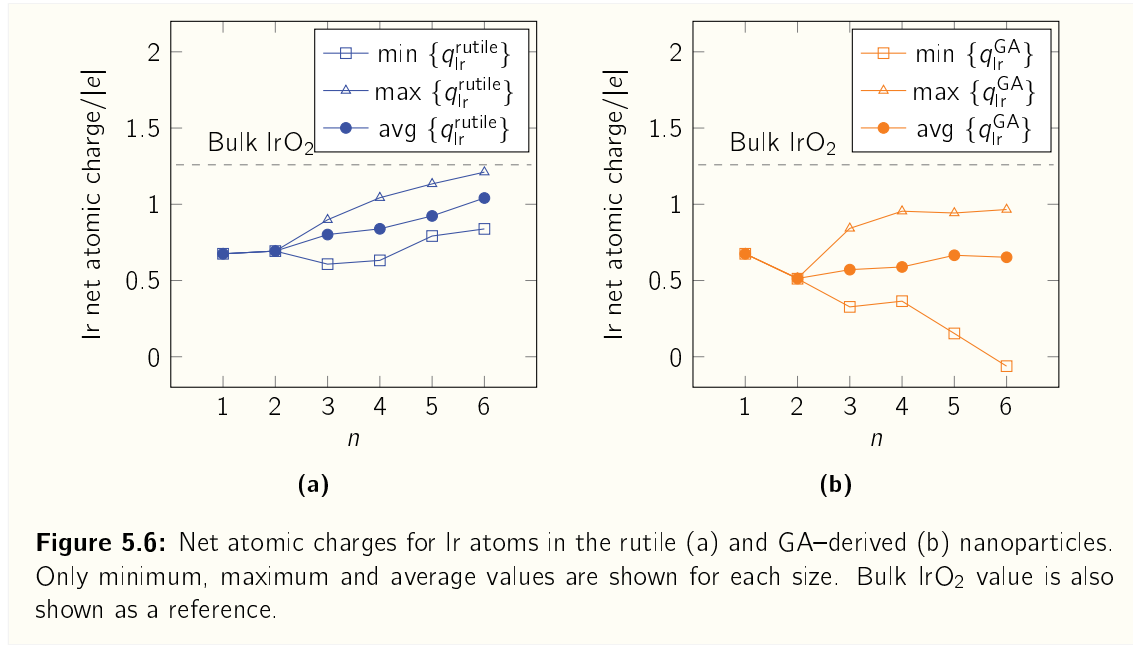 2
1.5
1
0.5
0
Ir net atomic charge/|e|
min {q_Ir^rutile}
max {q_Ir^rutile}
avg {q_Ir^rutile}
Bulk IrO₂
1 2 3 4 5 6
n
(a)
2
1.5
1
0.5
0
Ir net atomic charge/|e|
min {q_Ir^GA}
max {q_Ir^GA}
avg {q_Ir^GA}
Bulk IrO₂
1 2 3 4 5 6
n
(b)
Figure 5.6: Net atomic charges for Ir atoms in the rutile (a) and GA–derived (b) nanoparticles.
Only minimum, maximum and average values are shown for each size. Bulk IrO₂ value is also
shown as a reference.